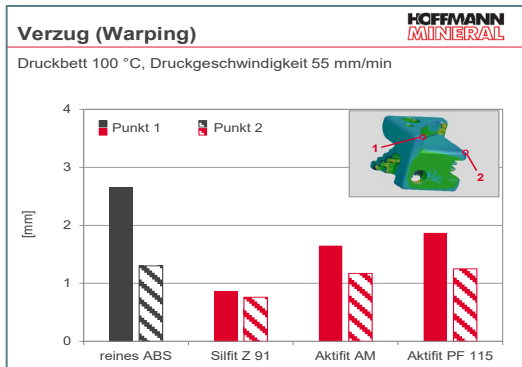 Verzug (Warping)
HOFFMANN
MINERAL
Druckbett 100 °C, Druckgeschwindigkeit 55 mm/min
4
Punkt 1
Punkt 2
1
2
3
2
[mm]
1
0
reines ABS
Silfit Z 91
Aktifit AM
Aktifit PF 115